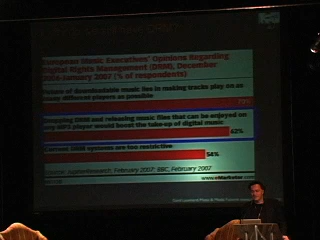 European Music Executives' Opinions Regarding
Digital Rights Management (DRM), December
2006-January 2007 (% of respondents)
Future of downloadable music lies in making tracks play on as
many different players as possible
73%
Dropping DRM and releasing music files that can be enjoyed on
any MP3 player would boost the take-up of digital music
62%
Current DRM systems are too restrictive
54%
Source: JupiterResearch, February 2007; BBC, February 2007
www.eMarketer.com
N